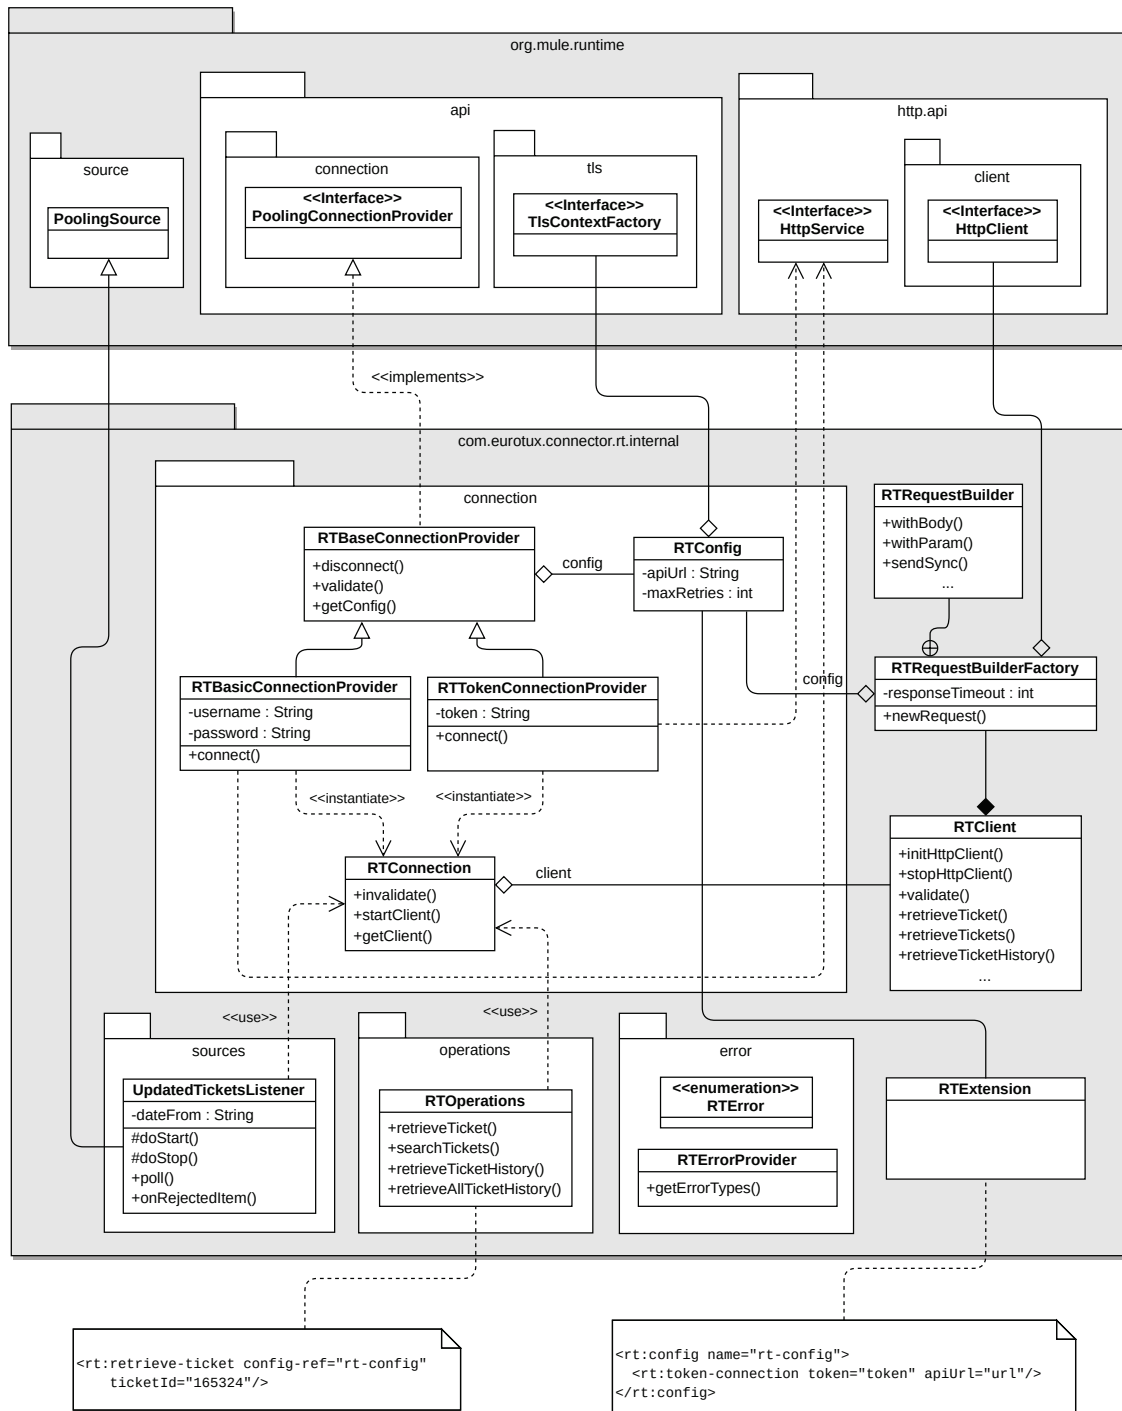 org.mule.runtime
api
http.api
source
connection
tls
client
PoolingSource
<<Interface>>
PoolingConnectionProvider
<<Interface>>
TlsContextFactory
<<Interface>>
HttpService
<<Interface>>
HttpClient
<<implements>>
com.eurotux.connector.rt.internal
connection
RTBaseConnectionProvider
+disconnect()
+validate()
+getConfig()
config
RTConfig
-apiUrl : String
-maxRetries : int
RTRequestBuilder
+withBody()
+withParam()
+sendSync()
...
RTBasicConnectionProvider
-username : String
-password : String
+connect()
RTTokenConnectionProvider
-token : String
+connect()
config
RTRequestBuilderFactory
-responseTimeout : int
+newRequest()
<<instantiate>>
<<instantiate>>
RTConnection
+invalidate()
+startClient()
+getClient()
client
RTClient
+initHttpClient()
+stopHttpClient()
+validate()
+retrieveTicket()
+retrieveTickets()
+retrieveTicketHistory()
...
<<use>>
<<use>>
sources
UpdatedTicketsListener
-dateFrom : String
#doStart()
#doStop()
+poll()
+onRejectedItem()
operations
RTOperations
+retrieveTicket()
+searchTickets()
+retrieveTicketHistory()
+retrieveAllTicketHistory()
error
<<enumeration>>
RTError
RTErrorProvider
+getErrorTypes()
RTExtension
<rt:retrieve-ticket config-ref="rt-config"
ticketId="165324"/>
<rt:config name="rt-config">
<rt:token-connection token="token" apiUrl="url"/>
</rt:config>